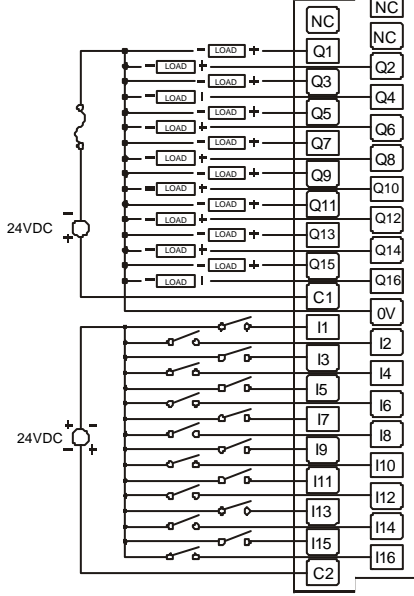 NC
NC
NC
- LOAD + Q1
- LOAD + Q2
- LOAD + Q3
- LOAD I Q4
- LOAD + Q5
- LOAD + Q6
- LOAD + Q7
- LOAD + Q8
- LOAD + Q9
- LOAD + Q10
- LOAD + Q11
- LOAD + Q12
- LOAD + Q13
- LOAD + Q14
- LOAD + Q15
- LOAD I Q16
-
24VDC
+
C1
0V
I1
I2
I3
I4
I5
I6
I7
I8
+ -
24VDC
- +
I9
I10
I11
I12
I13
I14
I15
I16
C2